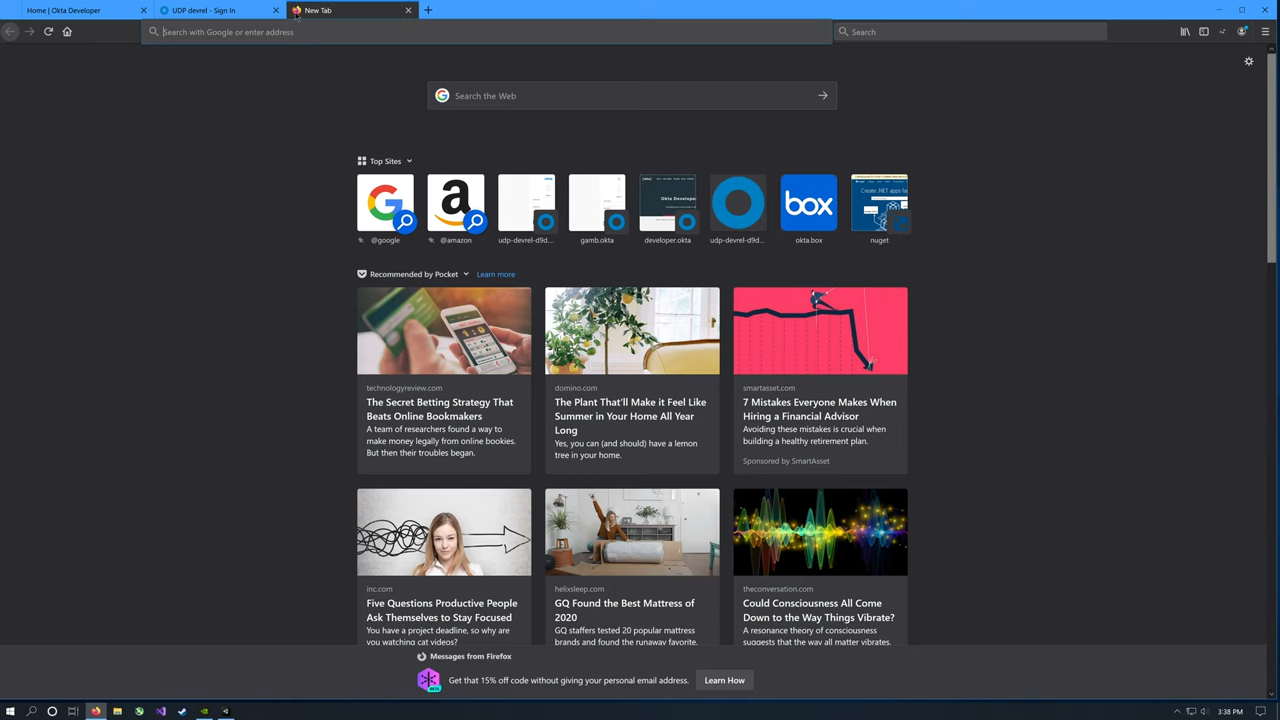 Home | Okta Developer
UDP devrel - Sign In
New Tab
Search with Google or enter address
Search
Search the Web
Top Sites
@google
@amazon
udp-devrel-d9d...
gamb.okta
developer.okta
udp-devrel-d9d...
okta.box
nuget
Recommended by Pocket
Learn more
technologyreview.com
The Secret Betting Strategy That
Beats Online Bookmakers
A team of researchers found a way to
make money legally from online bookies.
But then their troubles began.
domino.com
The Plant That'll Make it Feel Like
Summer in Your Home All Year
Long
Yes, you can (and should) have a lemon
tree in your home.
smartasset.com
7 Mistakes Everyone Makes When
Hiring a Financial Advisor
Avoiding these mistakes is crucial when
building a healthy retirement plan.
Sponsored by SmartAsset
inc.com
Five Questions Productive People
Ask Themselves to Stay Focused
You have a project deadline, so why are
you watching cat videos?
helixsleep.com
GQ Found the Best Mattress of
2020
GQ staffers tested 20 popular mattress
brands and found the runaway favorite.
theconversation.com
Could Consciousness All Come
Down to the Way Things Vibrate?
A resonance theory of consciousness
suggests that the way all matter vibrates,
Messages from Firefox
Get that 15% off code without giving your personal email address.
Learn How
3:38 PM